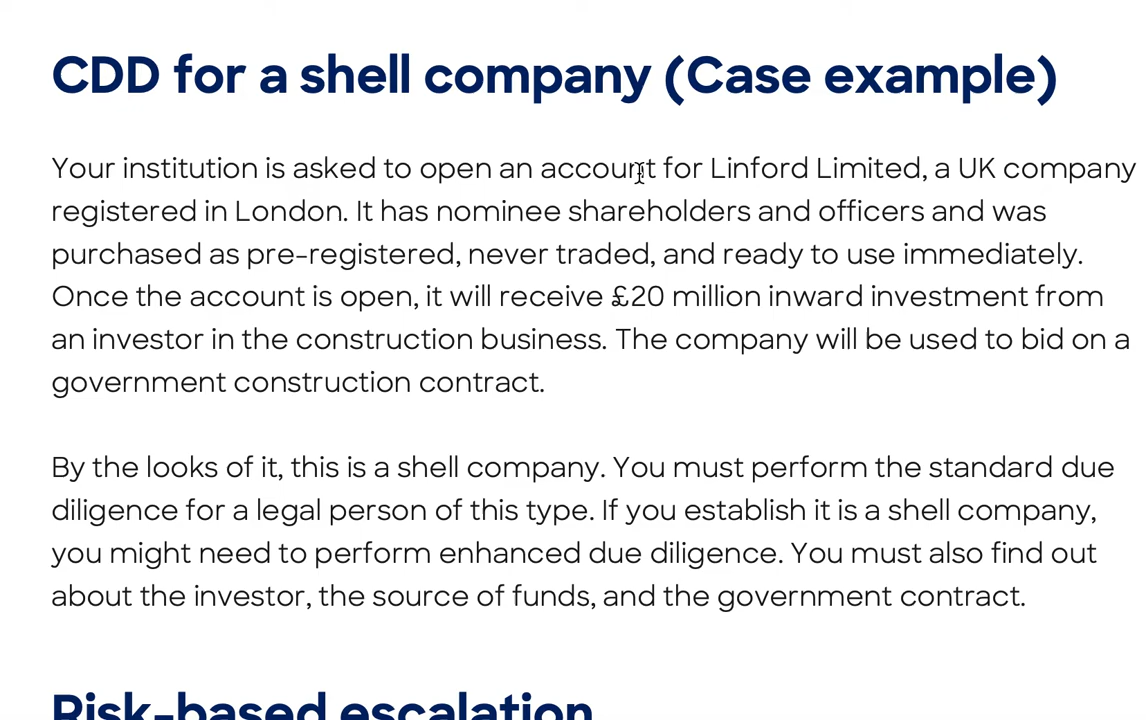 CDD for a shell company (Case example)
Your institution is asked to open an account for Linford Limited, a UK company
registered in London. It has nominee shareholders and officers and was
purchased as pre-registered, never traded, and ready to use immediately.
Once the account is open, it will receive £20 million inward investment from
an investor in the construction business. The company will be used to bid on a
government construction contract.
By the looks of it, this is a shell company. You must perform the standard due
diligence for a legal person of this type. If you establish it is a shell company,
you might need to perform enhanced due diligence. You must also find out
about the investor, the source of funds, and the government contract.
Risk-based escalation